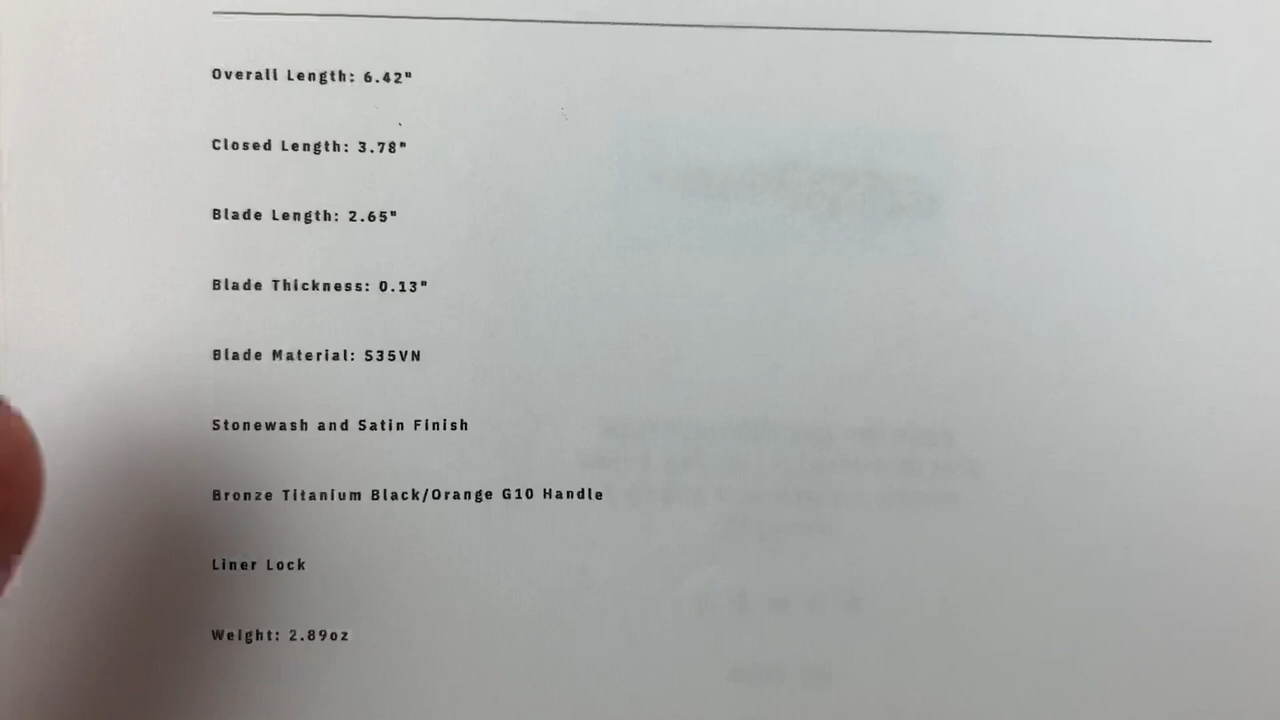 Overall Length: 6.42"
Closed Length: 3.78"
Blade Length: 2.65"
Blade Thickness: 0.13"
Blade Material: S35VN
Stonewash and Satin Finish
Bronze Titanium Black/Orange G10 Handle
Liner Lock
Weight: 2.89oz